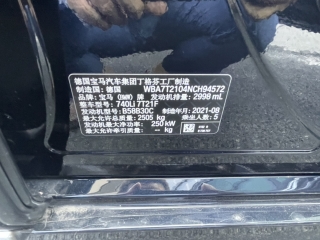 德国宝马汽车集团丁格芬工厂制造
制造国: 德国 WBA7T2104NCH94572
品牌: 宝马 (BMW) 牌 发动机排量: 2998 mL
整车型号: 740Li 7T21F
发动机型号: B58B30C 制造年月: 2021-08
最大允许总质量: 2505 kg 乘坐人数: 5
发动机最大净功率: 250 kW
最大允许牵引质量: -- kg